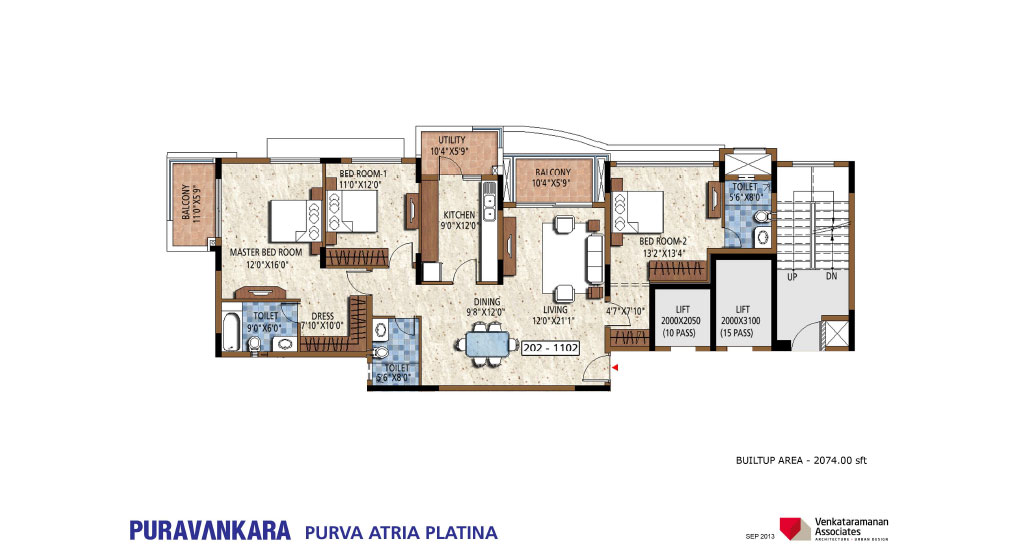 UTILITY
10'4"X5'9"
BALCONY
11'0"X5'9"
BED ROOM-1
11'0"X12'0"
BALCONY
10'4"X5'9"
TOILET
5'6"X8'0"
KITCHEN
9'0"X12'0"
MASTER BED ROOM
12'0"X16'0"
BED ROOM-2
13'2"X13'4"
UP
DN
DINING
9'8"X12'0"
LIVING
12'0"X21'1"
4'7"X7'10"
LIFT
2000X2050
(10 PASS)
LIFT
2000X3100
(15 PASS)
TOILET
9'0"X6'0"
DRESS
7'10"X10'0"
202 - 1102
TOILET
5'6"X8'0"
BUILTUP AREA - 2074.00 sft
PURAVANKARA PURVA ATRIA PLATINA
SEP 2013
Venkataramanan
Associates
ARCHITECTURE - URBAN DESIGN